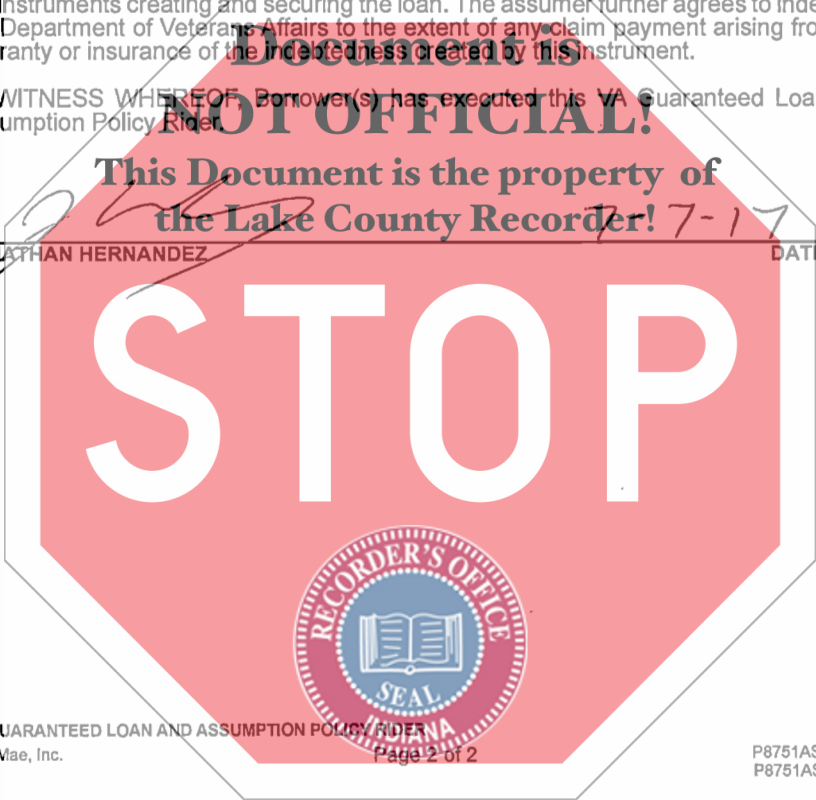 instruments creating and securing the loan. The assumer further agrees to inde
Department of Veterans Affairs to the extent of any claim payment arising fro
ranty or insurance of the indebtedness created by this instrument.
Document is
WITNESS WHEREOF, Borrower(s) has executed this VA Guaranteed Loa
NOT OFFICIAL!
umption Policy Rider.
This Document is the property of
the Lake County Recorder!
7-7-17
ATHAN HERNANDEZ
DATE
STOP
RECORDER'S OFFICE
SEAL
INDIANA
UARANTEED LOAN AND ASSUMPTION POLICY RIDER
Mae, Inc.
Page 2 of 2
P8751AS
P8751AS